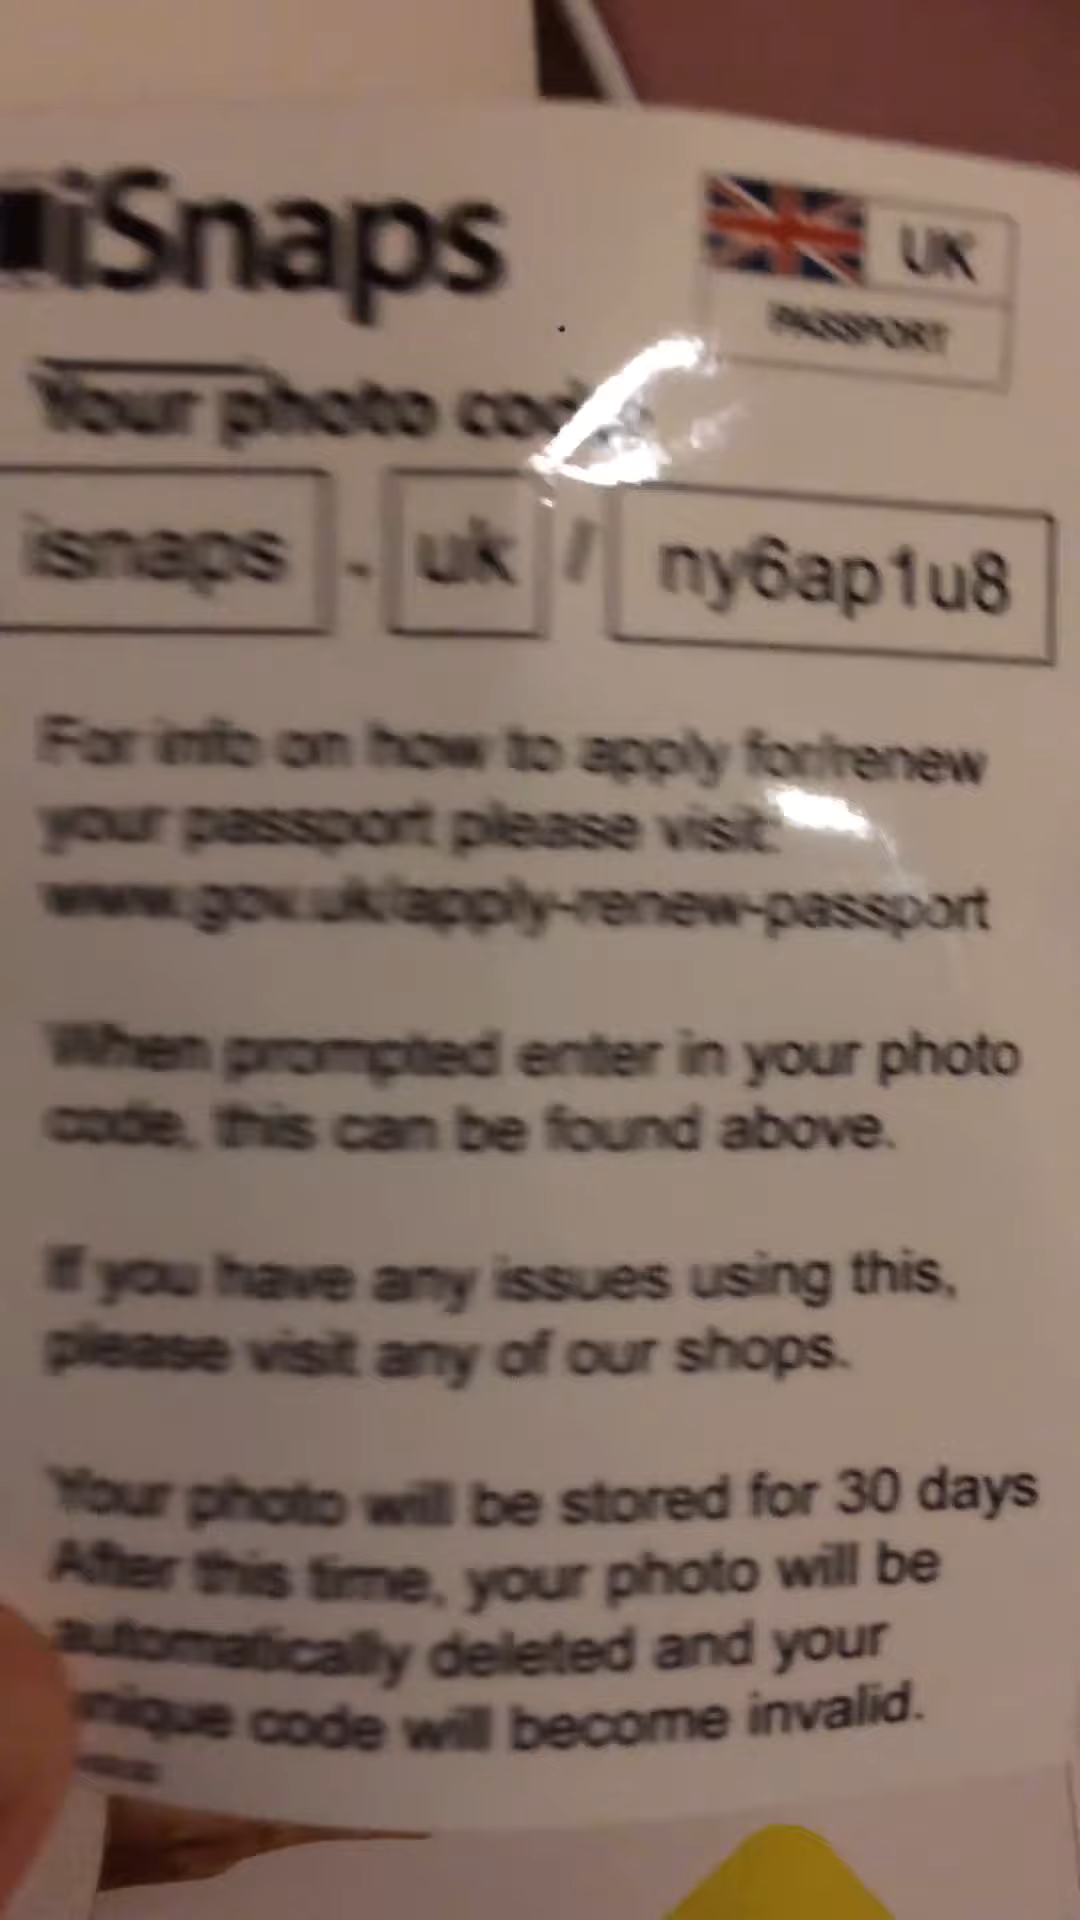 iSnaps
UK
PASSPORT
Your photo code
isnaps . uk / ny6ap1u8
For info on how to apply for/renew
your passport please visit:
www.gov.uk/apply-renew-passport
When prompted enter in your photo
code, this can be found above.
If you have any issues using this,
please visit any of our shops.
Your photo will be stored for 30 days
After this time, your photo will be
automatically deleted and your
unique code will become invalid.